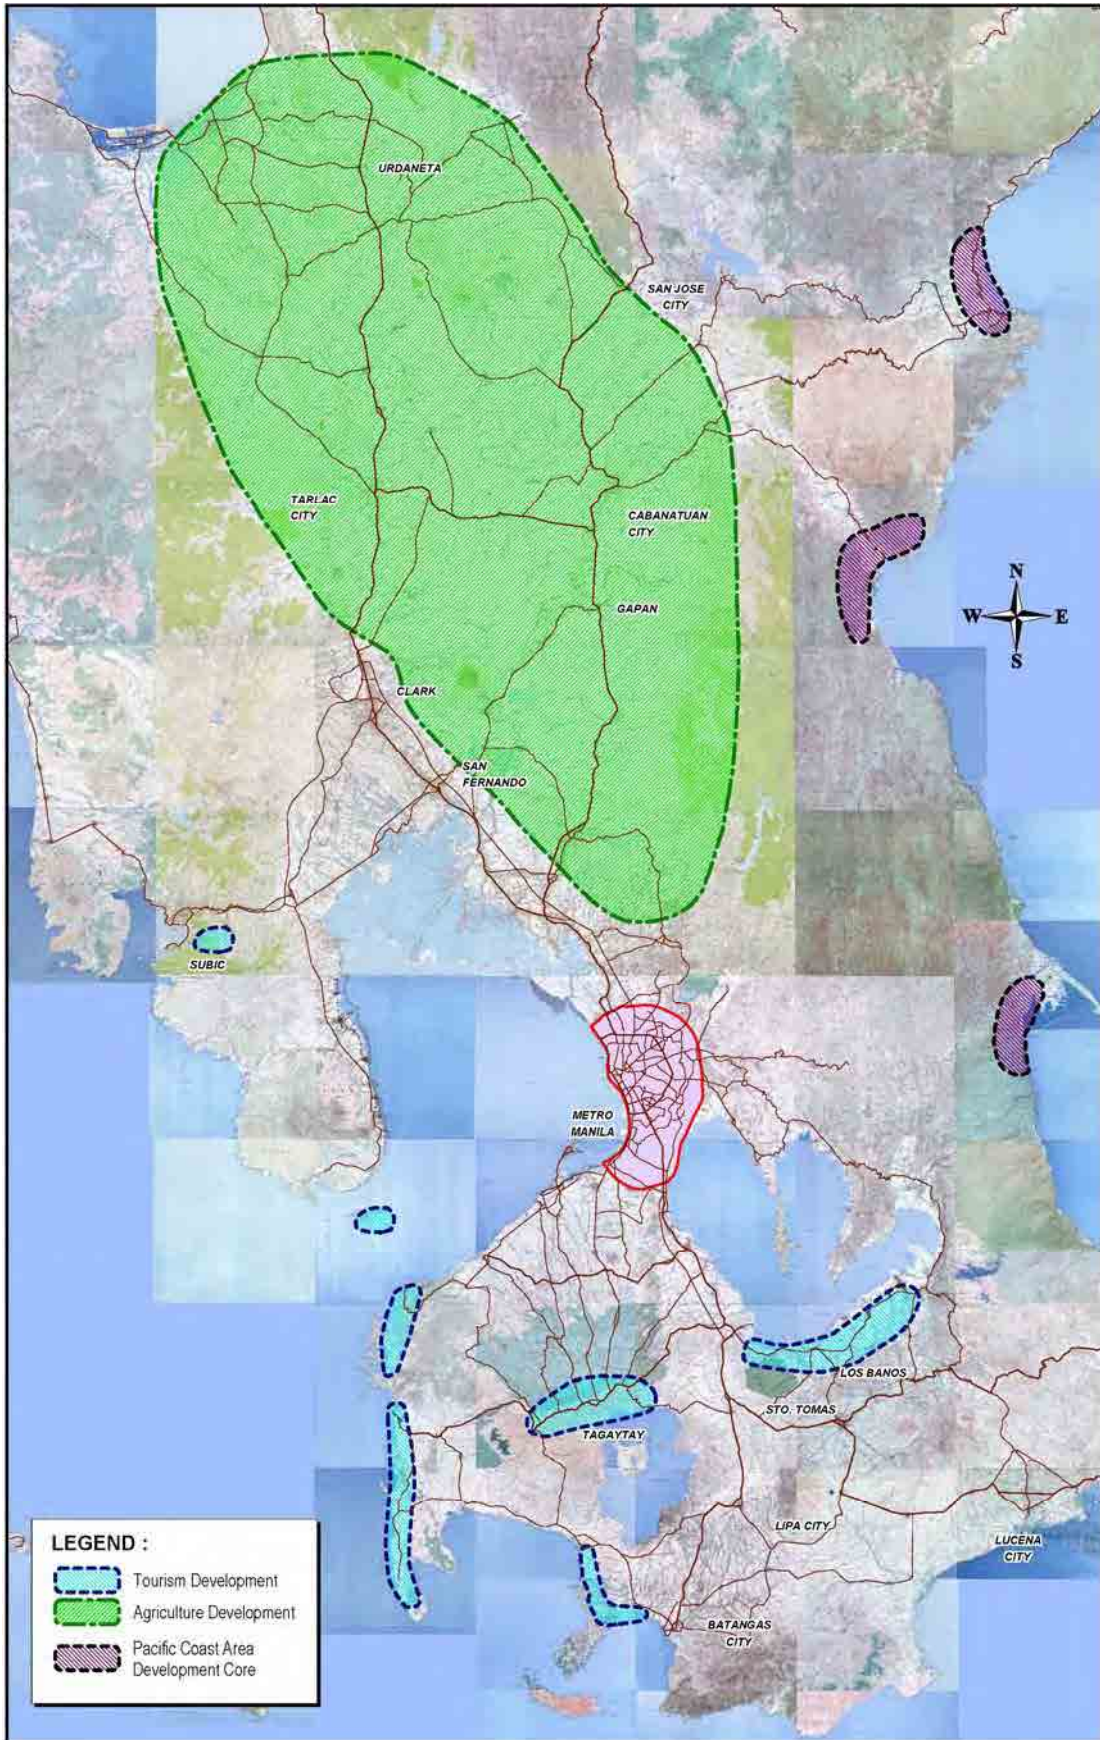 URDANETA
SAN JOSE
CITY
TARLAC
CITY
CABANATUAN
CITY
N
W
E
S
GAPAN
CLARK
SAN
FERNANDO
SUBIC
METRO
MANILA
LOS BANOS
STO. TOMAS
TAGAYTAY
LIPA CITY
LUCENA
CITY
BATANGAS
CITY
LEGEND :
Tourism Development
Agriculture Development
Pacific Coast Area
Development Core